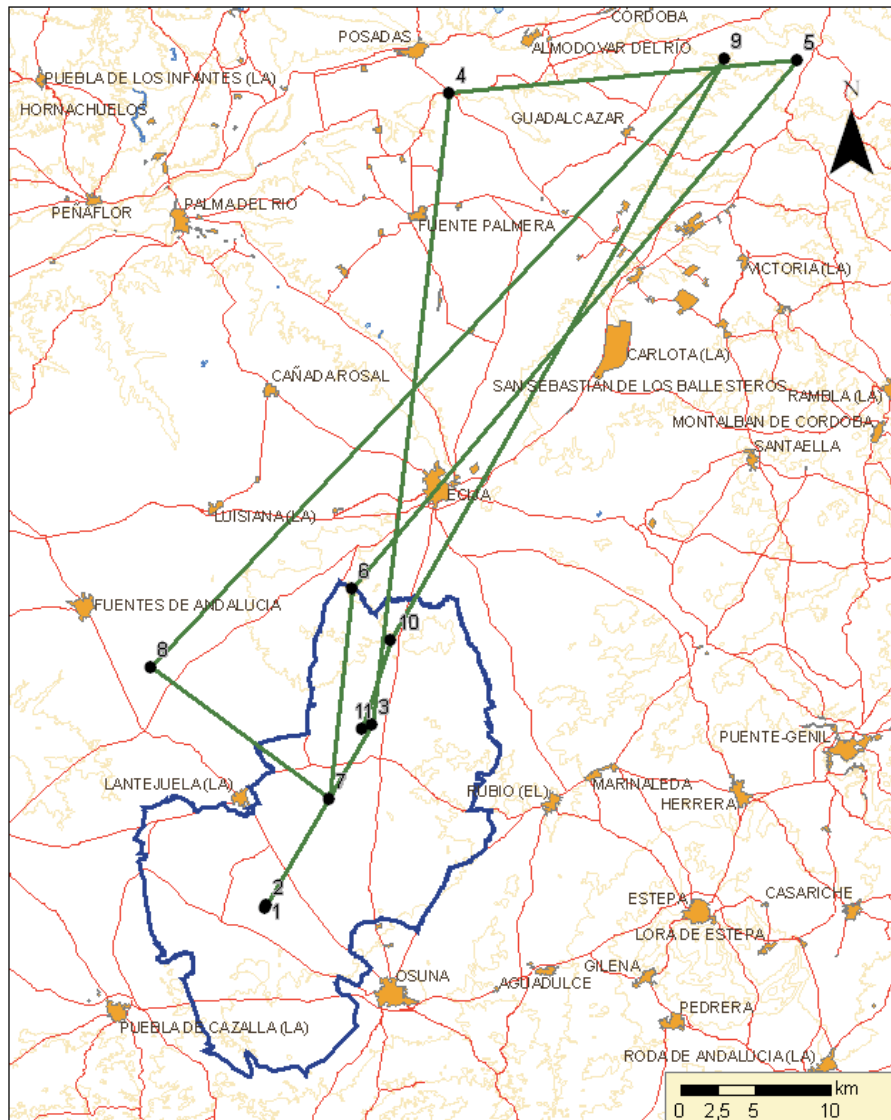 CÓRDOBA
POSADAS
ALMODOVAR DEL RÍO
9
5
PUEBLA DE LOS INFANTES (LA)
4
N
HORNACHUELOS
GUADALCAZAR
PEÑAFLOR
PALMA DEL RIO
FUENTE PALMERA
VICTORIA (LA)
CARLOTA (LA)
CAÑADA ROSAL
SAN SEBASTIÁN DE LOS BALLESTEROS
RAMBLA (LA)
MONTALBAN DE CORDOBA
SANTAELLA
ECIJA
LUISIANA (LA)
6
FUENTES DE ANDALUCIA
10
8
11
3
PUENTE-GENIL
LANTEJUELA (LA)
7
RUBIO (EL)
MARINALEDA
HERRERA
2
1
ESTEPA
CASARICHE
LORA DE ESTEPA
OSUNA
AGUADULCE
GILENA
PUEBLA DE CAZALLA (LA)
PEDRERA
RODA DE ANDALUCIA (LA)
km
0 2,5 5 10